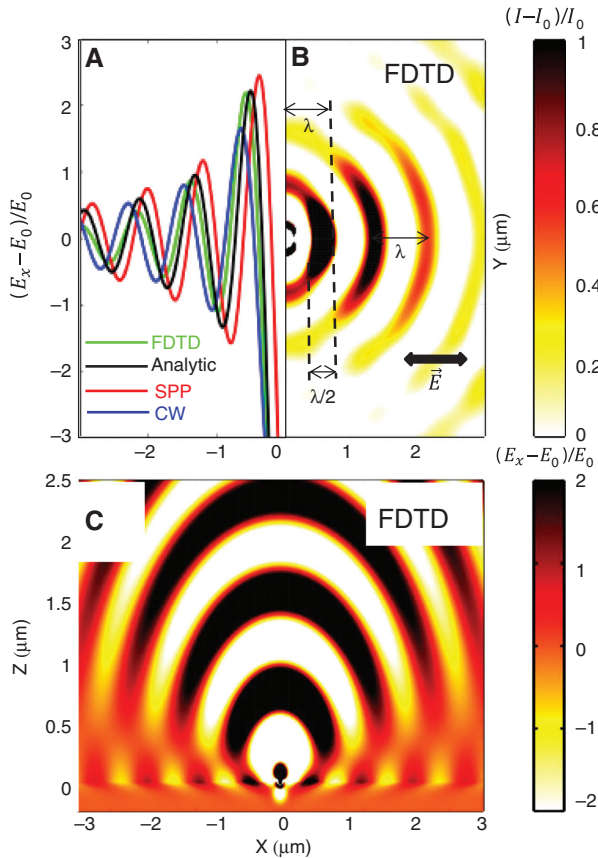 (I–I₀)/I₀
A
B
FDTD
3
2
1
0
−1
−2
−3
(Eₓ−E₀)/E₀
λ
λ
λ/2
E⃗
FDTD
Analytic
SPP
CW
−2
−1
1
2
Y (μm)
1
0.8
0.6
0.4
0.2
0
(Eₓ−E₀)/E₀
C
FDTD
2.5
2
1.5
1
0.5
0
Z (μm)
−3
−2
−1
0
1
2
3
X (μm)
2
1
0
−1
−2